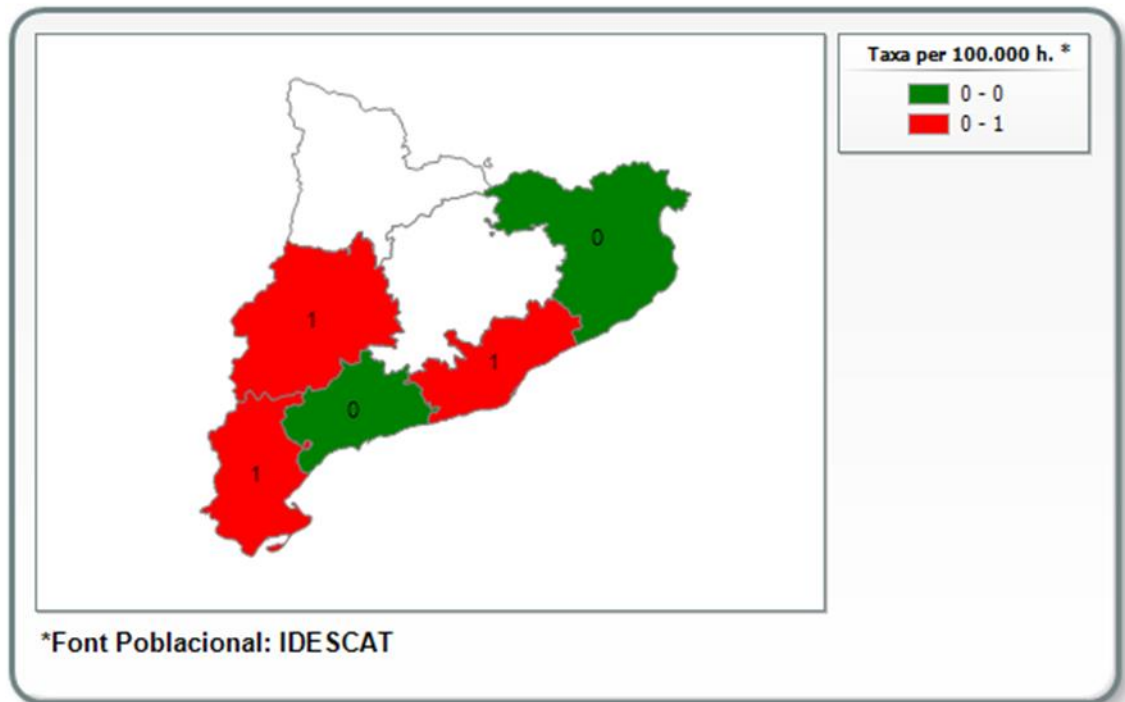 Taxa per 100.000 h. *
0 - 0
0 - 1
0
1
1
0
1
*Font Poblacional: IDESCAT